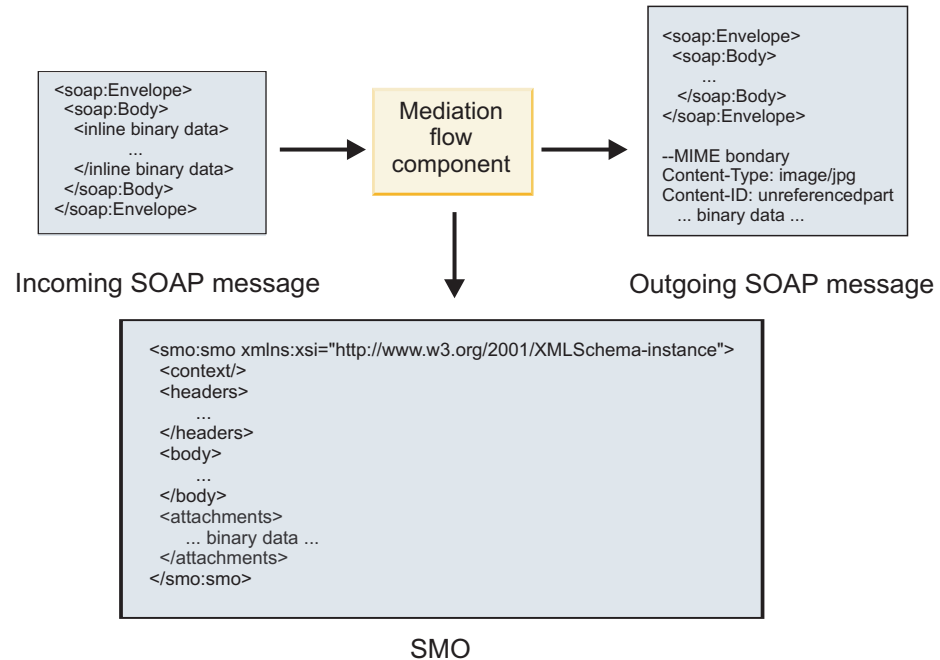 <soap:Envelope>
<soap:Body>
<inline binary data>
...
</inline binary data>
</soap:Body>
</soap:Envelope>
Incoming SOAP message
Mediation
flow
component
<soap:Envelope>
<soap:Body>
...
</soap:Body>
</soap:Envelope>
--MIME bondary
Content-Type: image/jpg
Content-ID: unreferencedpart
... binary data ...
Outgoing SOAP message
<smo:smo xmlns:xsi="http://www.w3.org/2001/XMLSchema-instance">
<context/>
<headers>
...
</headers>
<body>
...
</body>
<attachments>
... binary data ...
</attachments>
</smo:smo>
SMO